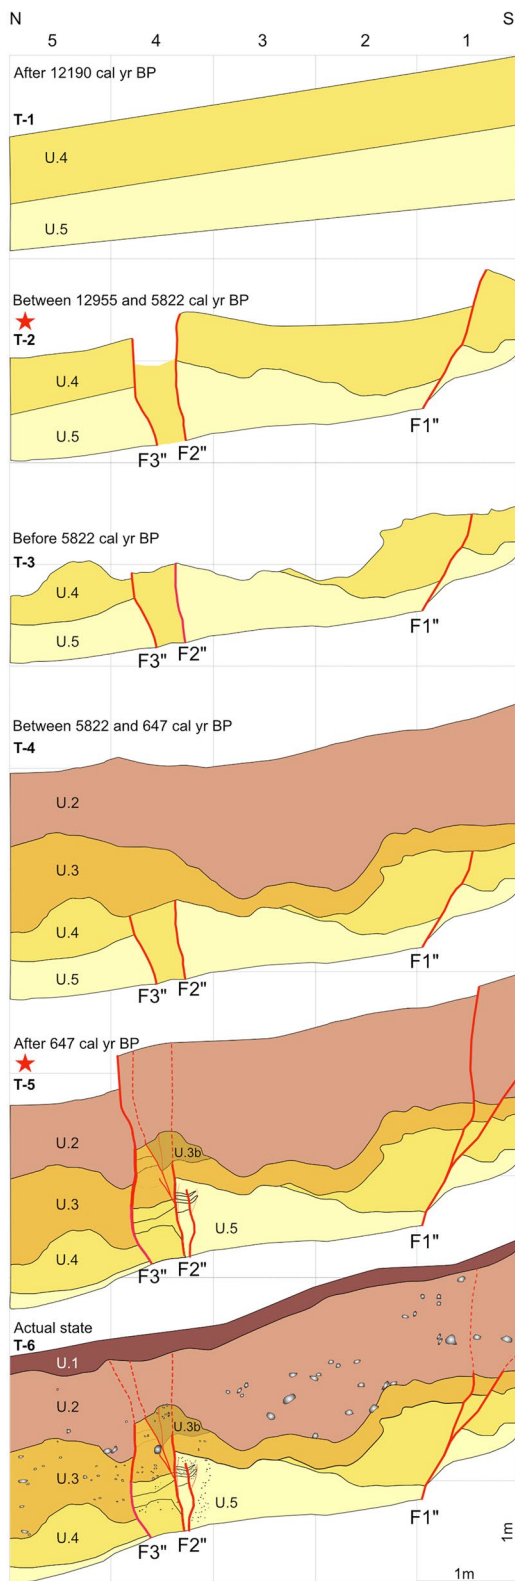 N S
5 4 3 2 1
After 12190 cal yr BP
T-1
U.4
U.5
Between 12955 and 5822 cal yr BP
T-2
U.4
U.5
F3" F2" F1"
Before 5822 cal yr BP
T-3
U.4
U.5
F3" F2" F1"
Between 5822 and 647 cal yr BP
T-4
U.2
U.3
U.4
U.5
F3" F2" F1"
After 647 cal yr BP
T-5
U.2
U.3b
U.3
U.5
U.4
F3" F2" F1"
Actual state
T-6
U.1
U.2
U.3b
U.3
U.5
U.4
F3" F2" F1"
1m
1m